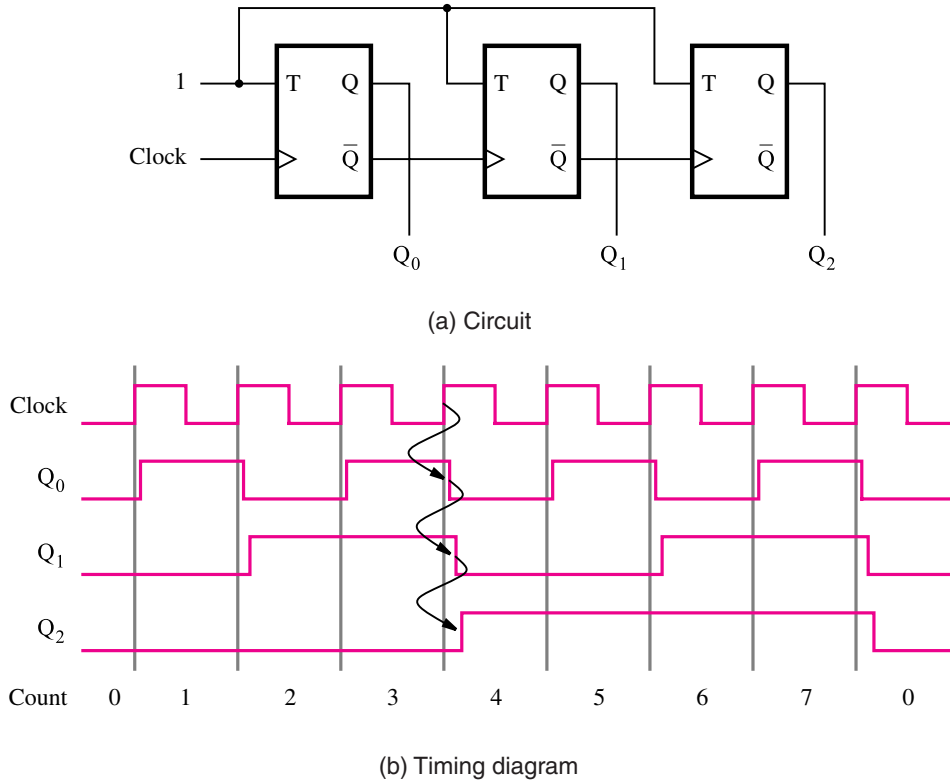 1 T Q T Q T Q
Clock Q̅ Q̅ Q̅
Q₀ Q₁ Q₂
(a) Circuit
Clock
Q₀
Q₁
Q₂
Count 0 1 2 3 4 5 6 7 0
(b) Timing diagram